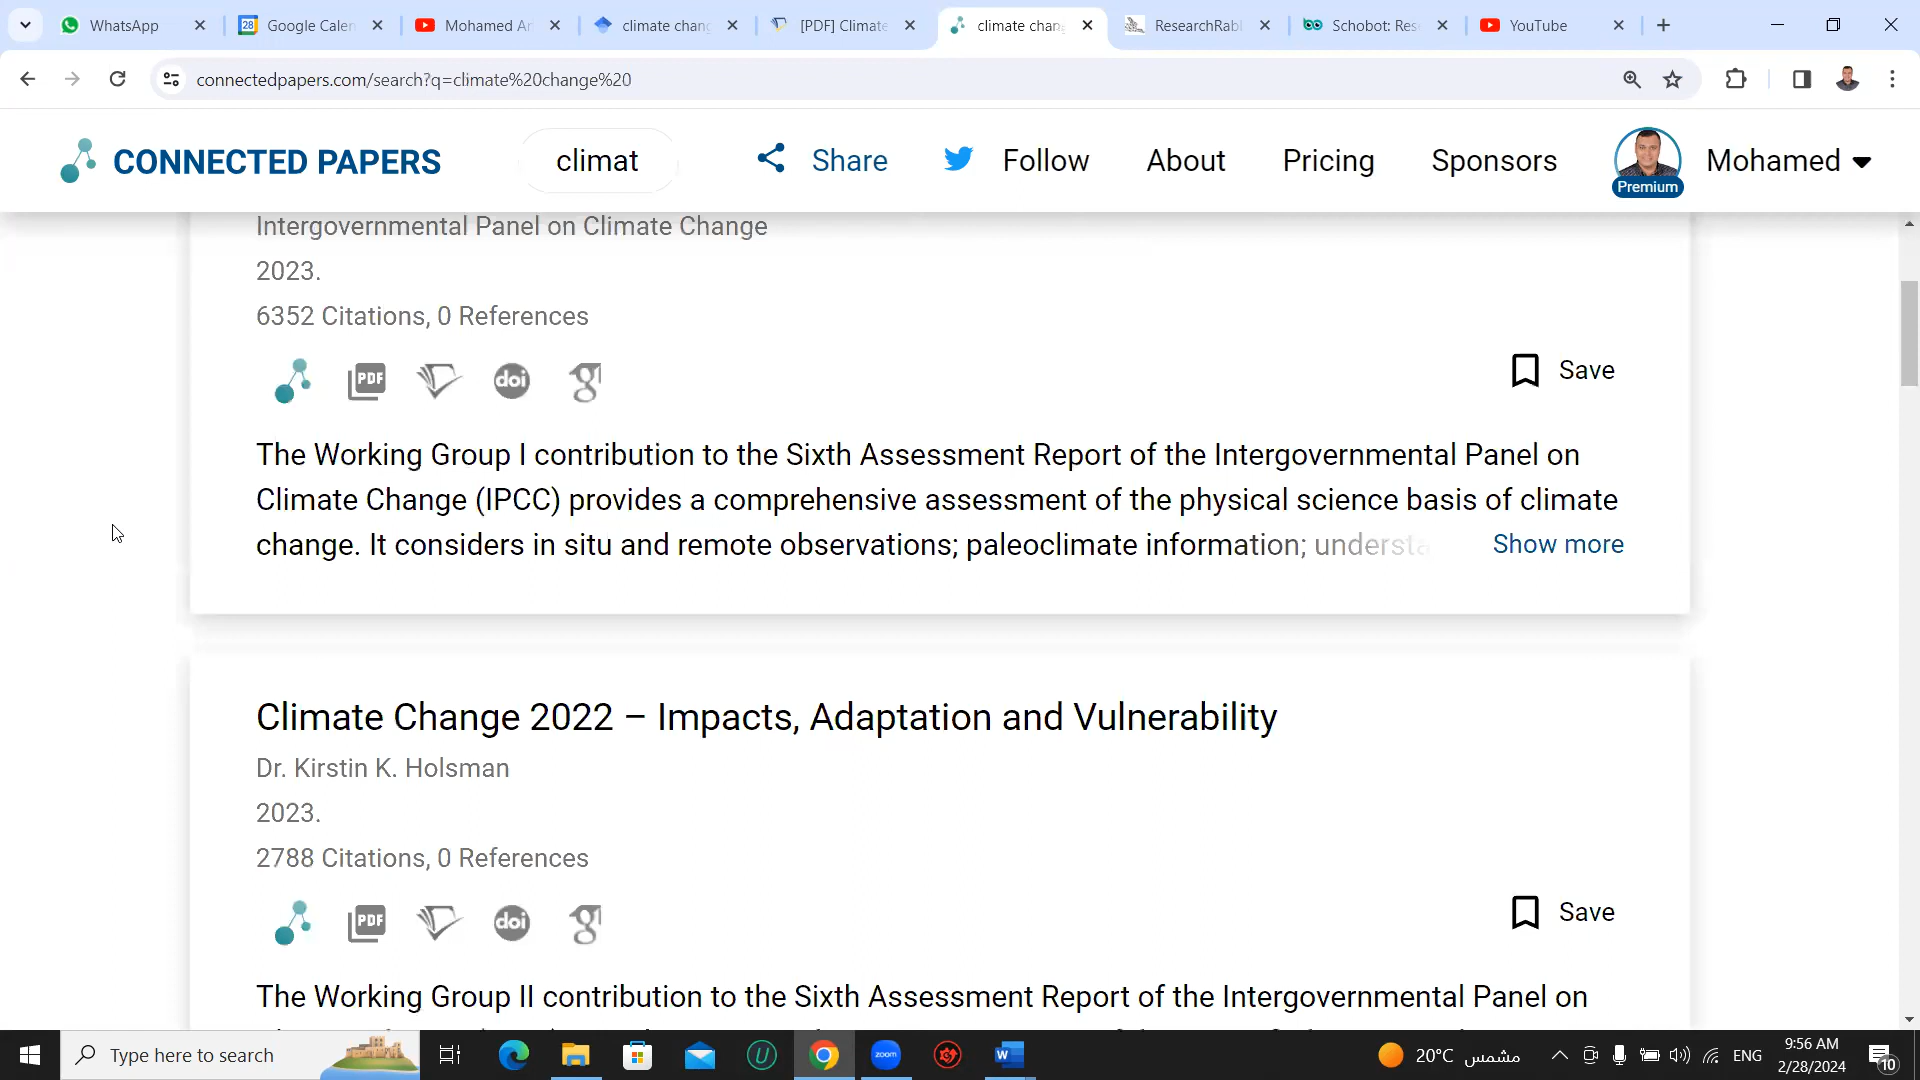 WhatsApp
Google Calen
Mohamed Ar
climate chang
[PDF] Climate
climate chang
ResearchRabb
Schobot: Res
YouTube
28
connectedpapers.com/search?q=climate%20change%20
CONNECTED PAPERS
climat
Share
Follow
About
Pricing
Sponsors
Premium
Mohamed
Intergovernmental Panel on Climate Change
2023.
6352 Citations, 0 References
PDF
doi
g
Save
The Working Group I contribution to the Sixth Assessment Report of the Intergovernmental Panel on
Climate Change (IPCC) provides a comprehensive assessment of the physical science basis of climate
change. It considers in situ and remote observations; paleoclimate information; understa
Show more
Climate Change 2022 – Impacts, Adaptation and Vulnerability
Dr. Kirstin K. Holsman
2023.
2788 Citations, 0 References
PDF
doi
g
Save
The Working Group II contribution to the Sixth Assessment Report of the Intergovernmental Panel on
Type here to search
zoom
W
20°C مشمس
ENG
9:56 AM
2/28/2024
10